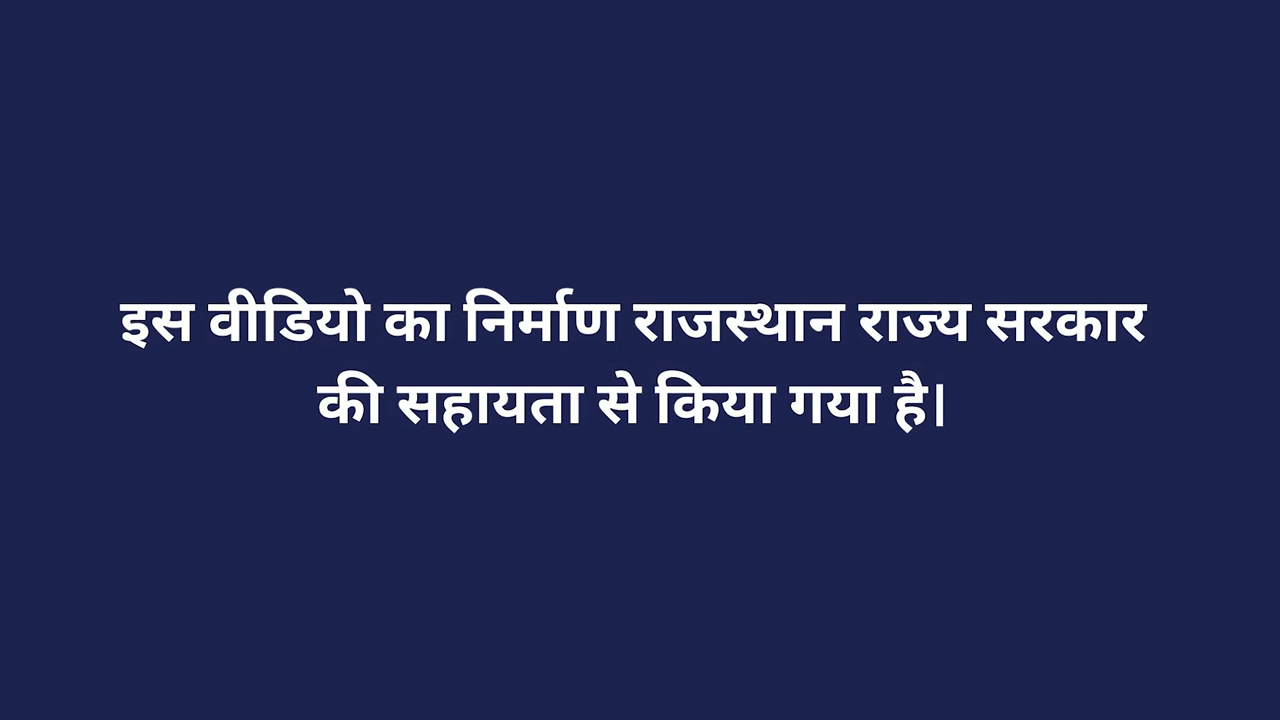 इस वीडियो का निर्माण राजस्थान राज्य सरकार
की सहायता से किया गया है।